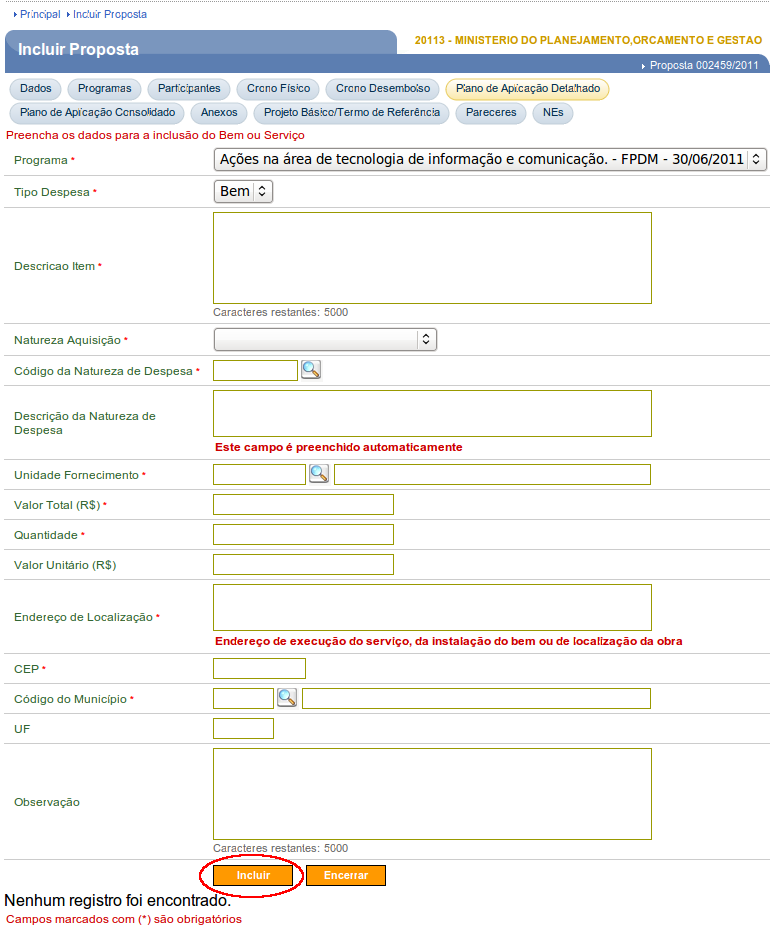 Principal Incluir Proposta
Incluir Proposta
20113 - MINISTERIO DO PLANEJAMENTO,ORCAMENTO E GESTAO
Proposta 002459/2011
Dados Programas Participantes Crono Físico Crono Desembolso Plano de Aplicação Detalhado
Plano de Aplicação Consolidado Anexos Projeto Básico/Termo de Referência Pareceres NEs
Preencha os dados para a inclusão do Bem ou Serviço
Programa * Ações na área de tecnologia de informação e comunicação. - FPDM - 30/06/2011
Tipo Despesa * Bem
Descricao Item *
Caracteres restantes: 5000
Natureza Aquisição *
Código da Natureza de Despesa *
Descrição da Natureza de
Despesa
Este campo é preenchido automaticamente
Unidade Fornecimento *
Valor Total (R$) *
Quantidade *
Valor Unitário (R$)
Endereço de Localização *
Endereço de execução do serviço, da instalação do bem ou de localização da obra
CEP *
Código do Município *
UF
Observação
Caracteres restantes: 5000
Incluir Encerrar
Nenhum registro foi encontrado.
Campos marcados com (*) são obrigatórios